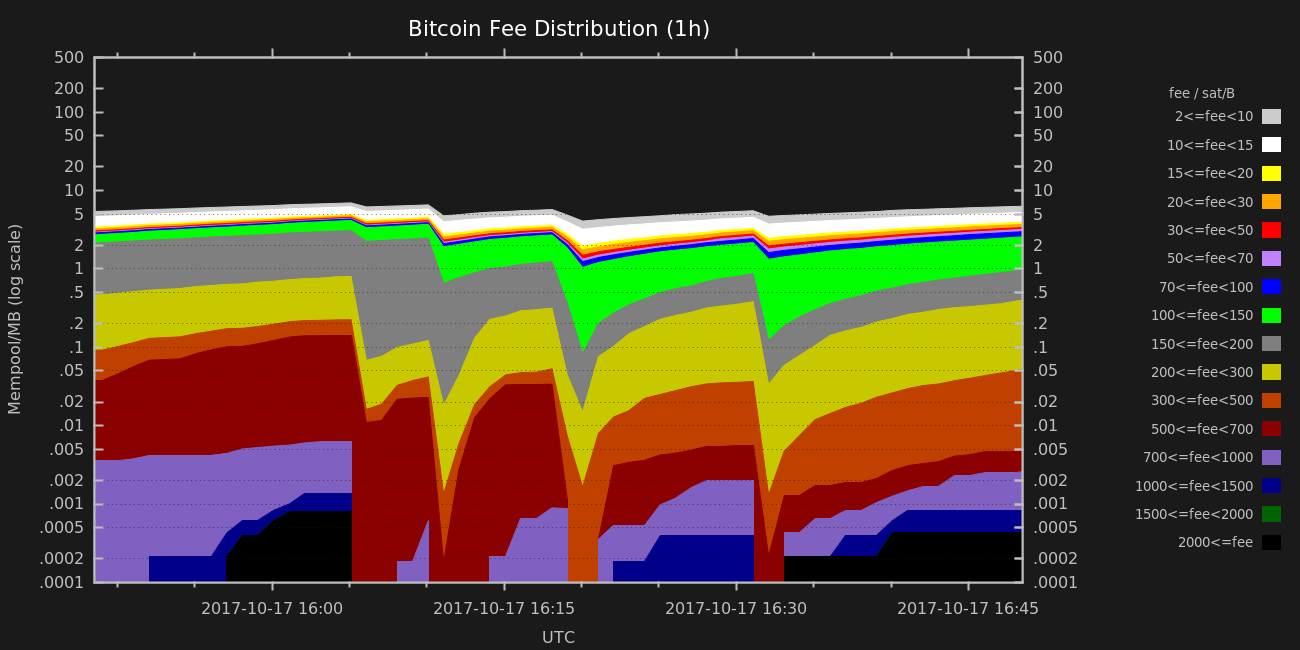 Bitcoin Fee Distribution (1h)
500
200
100
50
20
10
5
2
1
.5
.2
.1
.05
.02
.01
.005
.002
.001
.0005
.0002
.0001
Mempool/MB (log scale)
500
200
100
50
20
10
5
2
1
.5
.2
.1
.05
.02
.01
.005
.002
.001
.0005
.0002
.0001
2017-10-17 16:00
2017-10-17 16:15
2017-10-17 16:30
2017-10-17 16:45
UTC
fee / sat/B
2<=fee<10
10<=fee<15
15<=fee<20
20<=fee<30
30<=fee<50
50<=fee<70
70<=fee<100
100<=fee<150
150<=fee<200
200<=fee<300
300<=fee<500
500<=fee<700
700<=fee<1000
1000<=fee<1500
1500<=fee<2000
2000<=fee